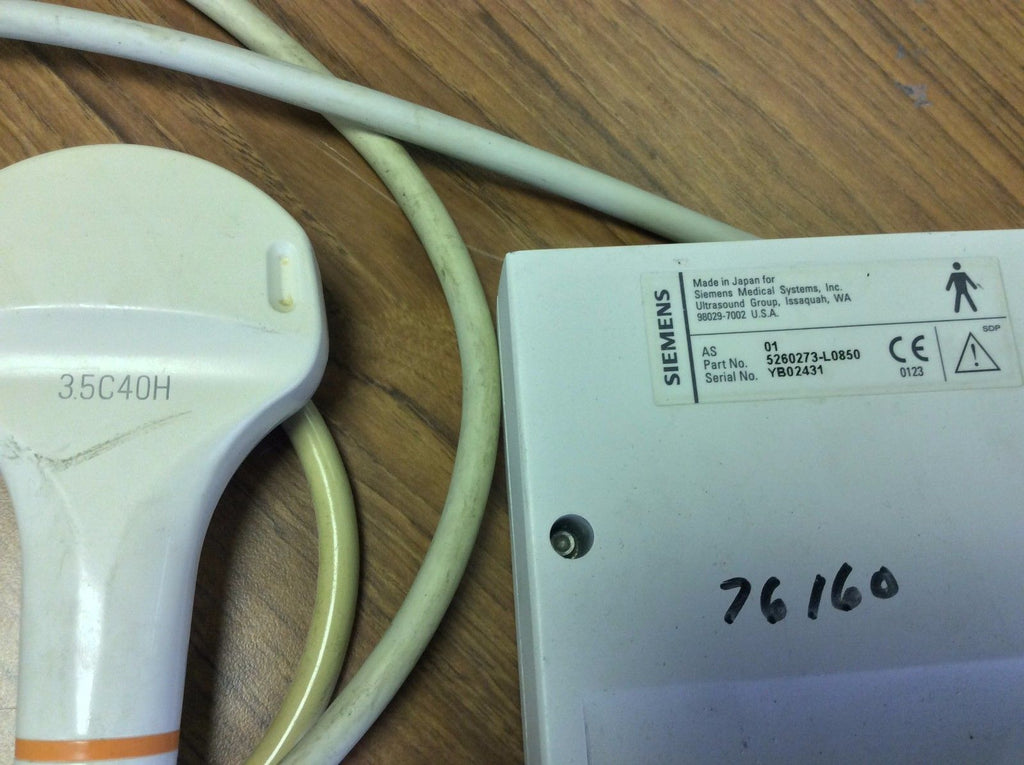 3.5C40H
SIEMENS
Made in Japan for
Siemens Medical Systems, Inc.
Ultrasound Group, Issaquah, WA
98029-7002 U.S.A.
AS 01
Part No. 5260273-L0850
Serial No. YB02431
CE
0123
SDP
76160